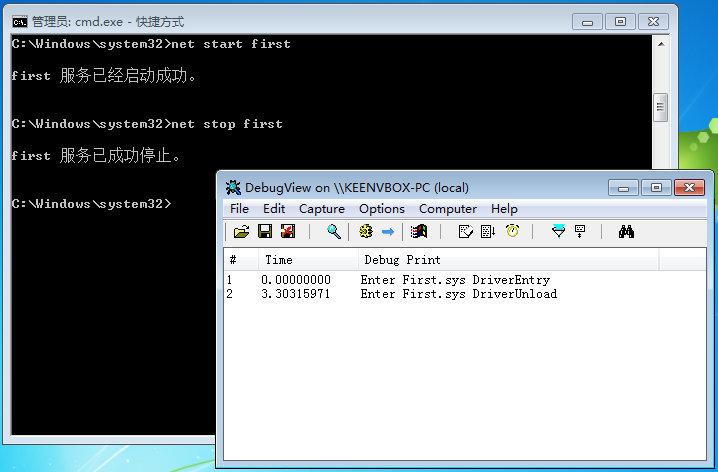 管理员: cmd.exe - 快捷方式
C:\Windows\system32>net start first
first 服务已经启动成功。
C:\Windows\system32>net stop first
first 服务已成功停止。
C:\Windows\system32>
DebugView on \\KEENVBOX-PC (local)
File Edit Capture Options Computer Help
# Time Debug Print
1 0.00000000 Enter First.sys DriverEntry
2 3.30315971 Enter First.sys DriverUnload